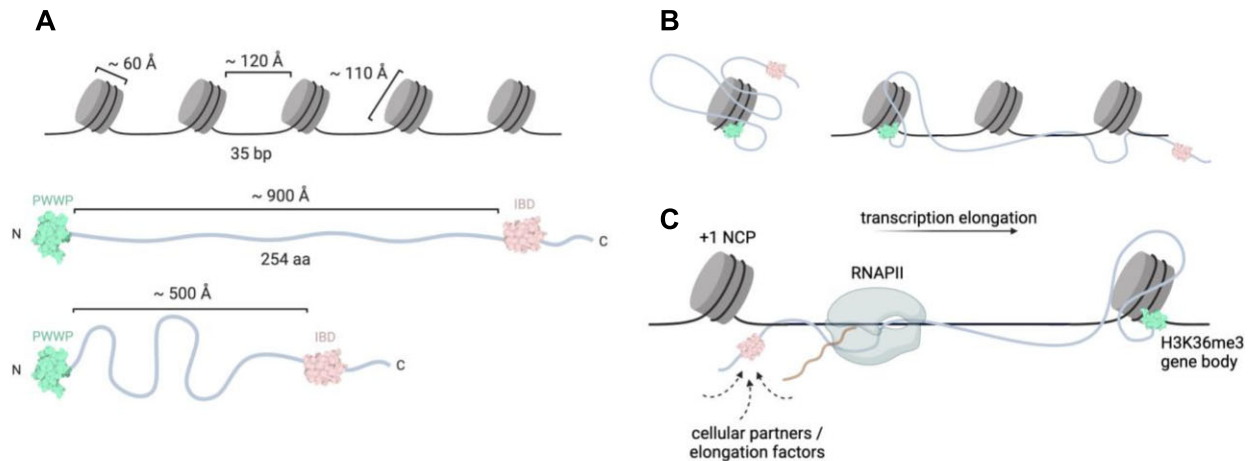 A
~ 60 Å
~ 120 Å
~ 110 Å
35 bp
PWWP
~ 900 Å
IBD
N
C
254 aa
~ 500 Å
PWWP
IBD
N
C
B
C
transcription elongation
+1 NCP
RNAPII
H3K36me3
gene body
cellular partners /
elongation factors